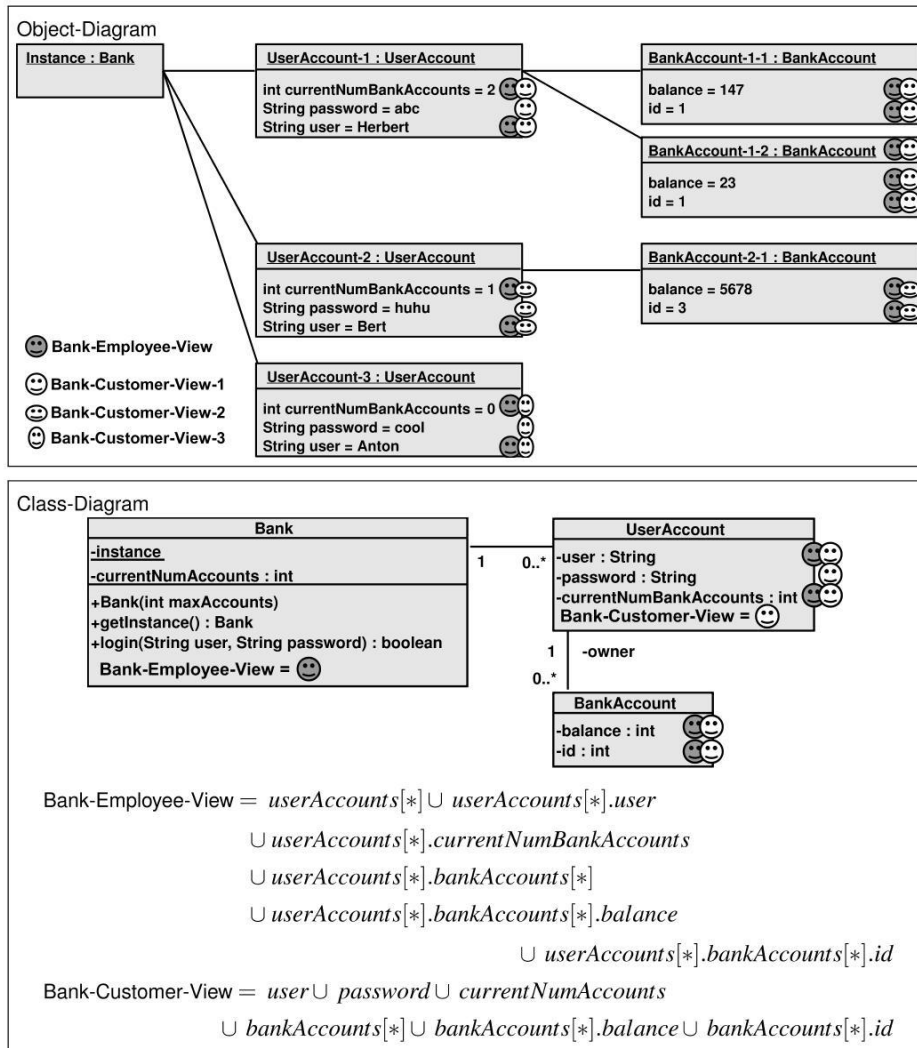 Object-Diagram
Instance : Bank
UserAccount-1 : UserAccount
int currentNumBankAccounts = 2
String password = abc
String user = Herbert
BankAccount-1-1 : BankAccount
balance = 147
id = 1
BankAccount-1-2 : BankAccount
balance = 23
id = 1
UserAccount-2 : UserAccount
int currentNumBankAccounts = 1
String password = huhu
String user = Bert
BankAccount-2-1 : BankAccount
balance = 5678
id = 3
Bank-Employee-View
Bank-Customer-View-1
Bank-Customer-View-2
Bank-Customer-View-3
UserAccount-3 : UserAccount
int currentNumBankAccounts = 0
String password = cool
String user = Anton
Class-Diagram
Bank
-instance
-currentNumAccounts : int
+Bank(int maxAccounts)
+getInstance() : Bank
+login(String user, String password) : boolean
Bank-Employee-View =
1
0..*
UserAccount
-user : String
-password : String
-currentNumBankAccounts : int
Bank-Customer-View =
1
-owner
0..*
BankAccount
-balance : int
-id : int
Bank-Employee-View = userAccounts[∗] ∪ userAccounts[∗].user
∪ userAccounts[∗].currentNumBankAccounts
∪ userAccounts[∗].bankAccounts[∗]
∪ userAccounts[∗].bankAccounts[∗].balance
∪ userAccounts[∗].bankAccounts[∗].id
Bank-Customer-View = user ∪ password ∪ currentNumAccounts
∪ bankAccounts[∗] ∪ bankAccounts[∗].balance ∪ bankAccounts[∗].id